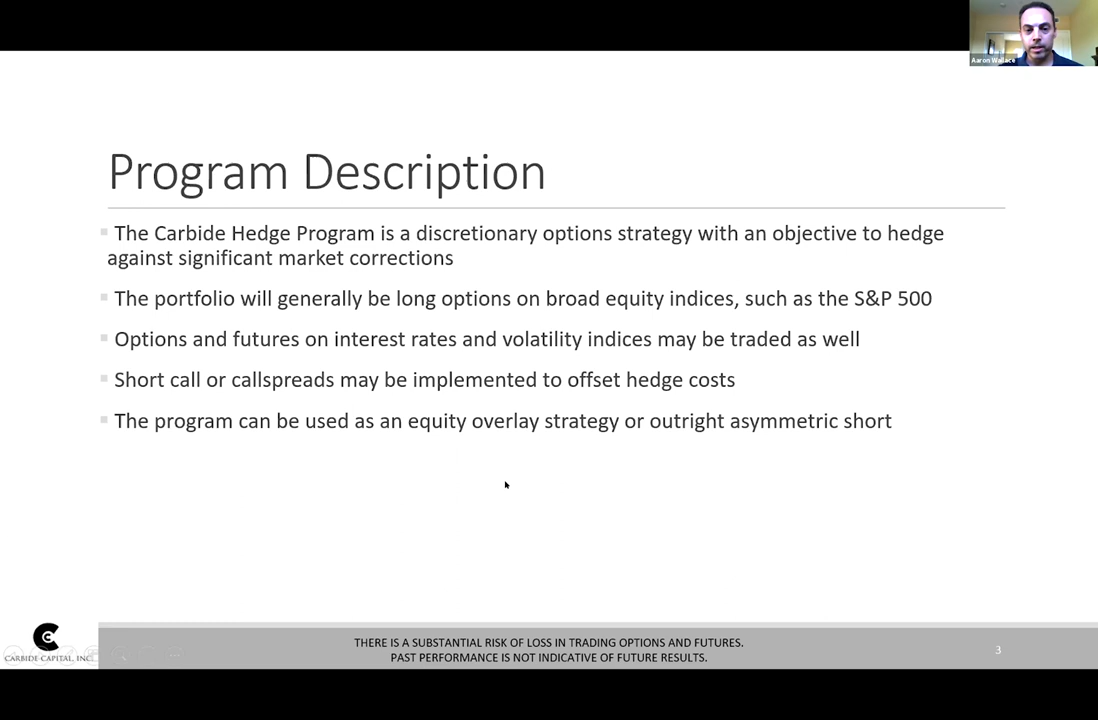 Aaron Wallace
Program Description
The Carbide Hedge Program is a discretionary options strategy with an objective to hedge
against significant market corrections
The portfolio will generally be long options on broad equity indices, such as the S&P 500
Options and futures on interest rates and volatility indices may be traded as well
Short call or callspreads may be implemented to offset hedge costs
The program can be used as an equity overlay strategy or outright asymmetric short
CARBIDE CAPITAL, INC
THERE IS A SUBSTANTIAL RISK OF LOSS IN TRADING OPTIONS AND FUTURES.
PAST PERFORMANCE IS NOT INDICATIVE OF FUTURE RESULTS.
3